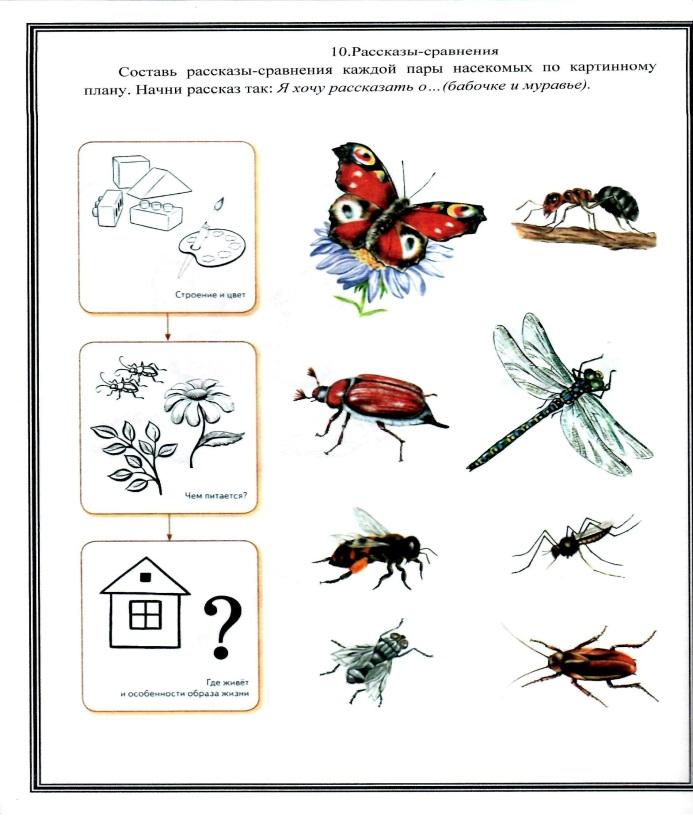 10.Рассказы-сравнения
Составь рассказы-сравнения каждой пары насекомых по картинному
плану. Начни рассказ так: Я хочу рассказать о…(бабочке и муравье).
Строение и цвет
Чем питается?
?
Где живёт
и особенности образа жизни